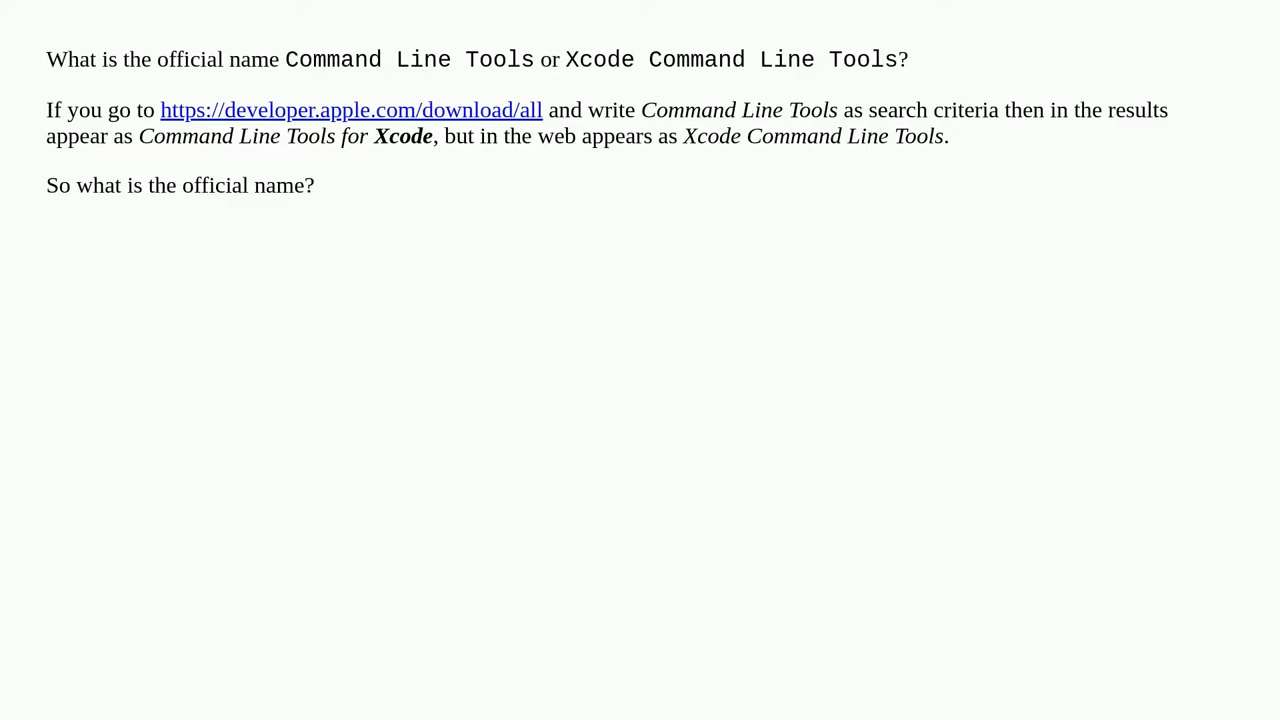 What is the official name Command Line Tools or Xcode Command Line Tools?
If you go to https://developer.apple.com/download/all and write Command Line Tools as search criteria then in the results
appear as Command Line Tools for Xcode, but in the web appears as Xcode Command Line Tools.
So what is the official name?